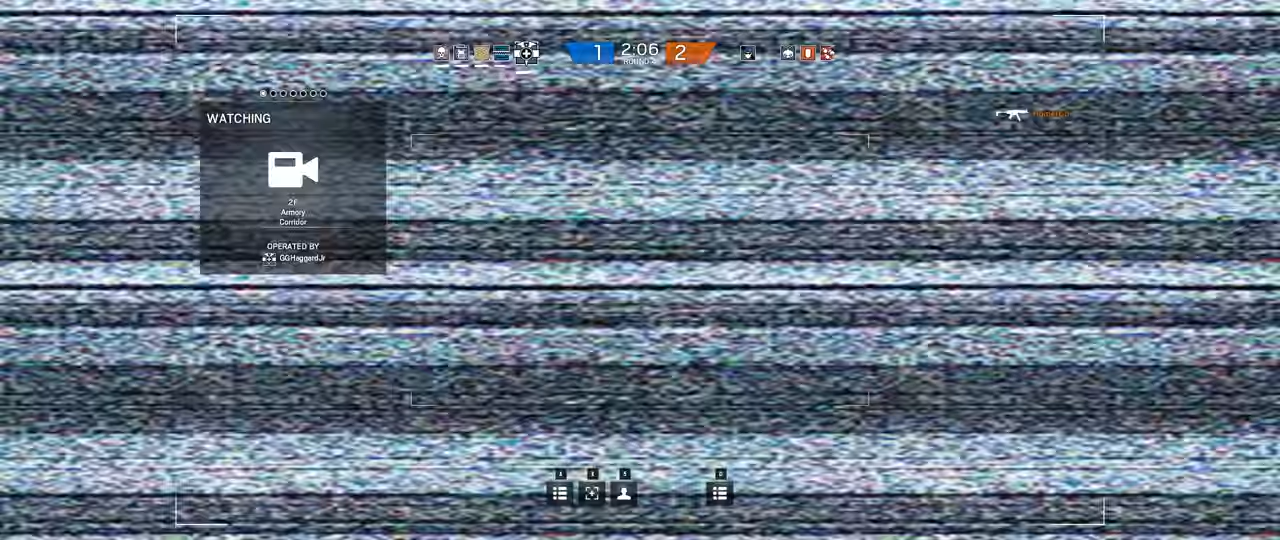 1 2:06 2
ROUND 4
WATCHING
2F
Armory
Corridor
OPERATED BY
GGHaggardJr